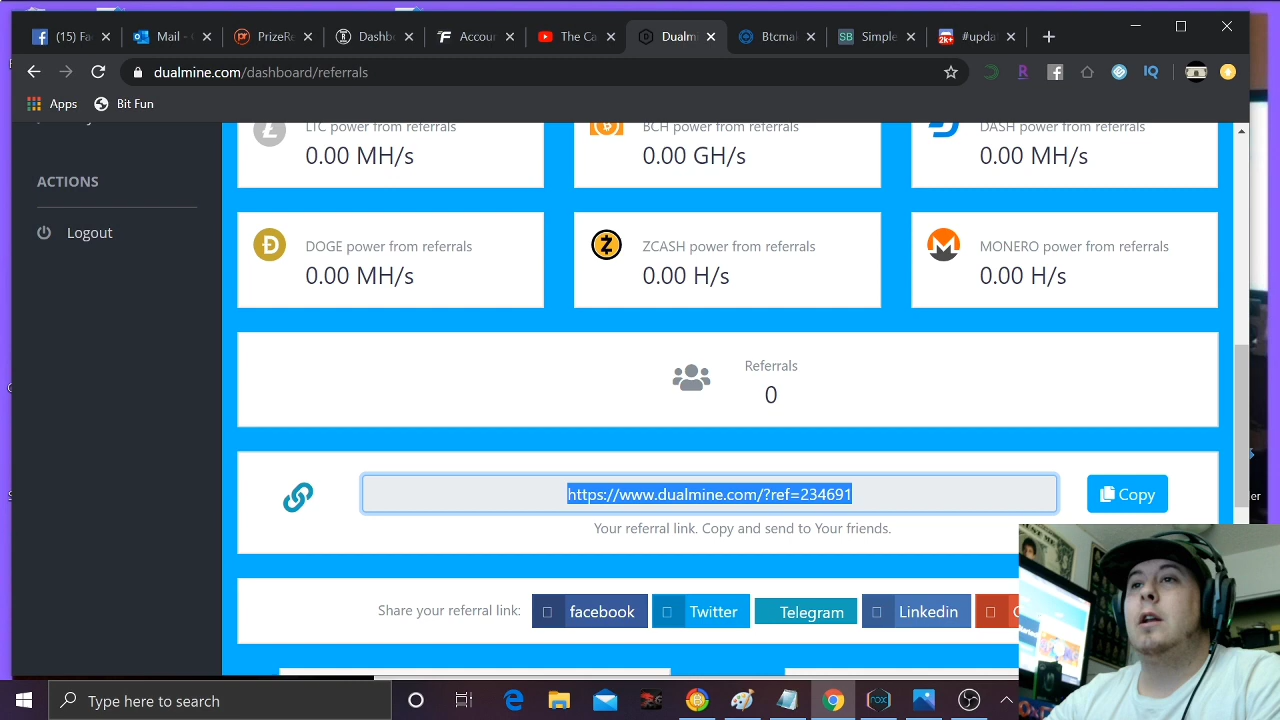 (15) Fa
Mail - 
PrizeRe
Dashb
Accour
The Ca
Dualm
Btcmal
Simple
#upda
dualmine.com/dashboard/referrals
Apps
Bit Fun
LTC power from referrals
BCH power from referrals
DASH power from referrals
0.00 MH/s
0.00 GH/s
0.00 MH/s
ACTIONS
Logout
DOGE power from referrals
ZCASH power from referrals
MONERO power from referrals
0.00 MH/s
0.00 H/s
0.00 H/s
Referrals
0
https://www.dualmine.com/?ref=234691
Copy
Your referral link. Copy and send to Your friends.
Share your referral link:
facebook
Twitter
Telegram
Linkedin
Type here to search